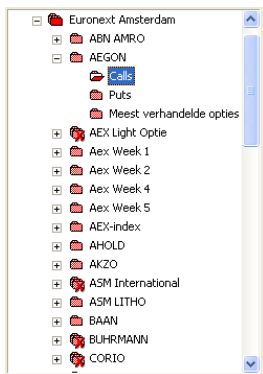 Euronext Amsterdam
ABN AMRO
AEGON
Calls
Puts
Meest verhandelde opties
AEX Light Optie
Aex Week 1
Aex Week 2
Aex Week 4
Aex Week 5
AEX-index
AHOLD
AKZO
ASM International
ASM LITHO
BAAN
BUHRMANN
CORIO